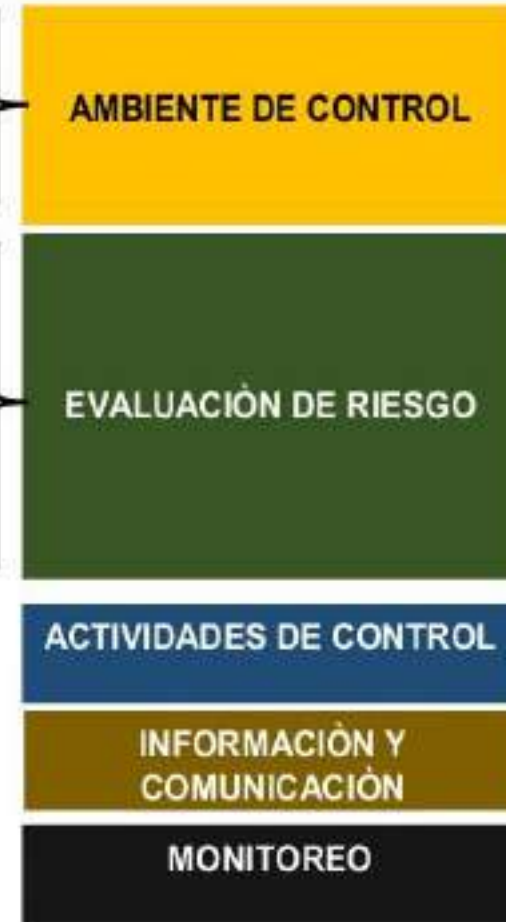 AMBIENTE DE CONTROL
EVALUACIÒN DE RIESGO
ACTIVIDADES DE CONTROL
INFORMACIÒN Y
COMUNICACIÒN
MONITOREO